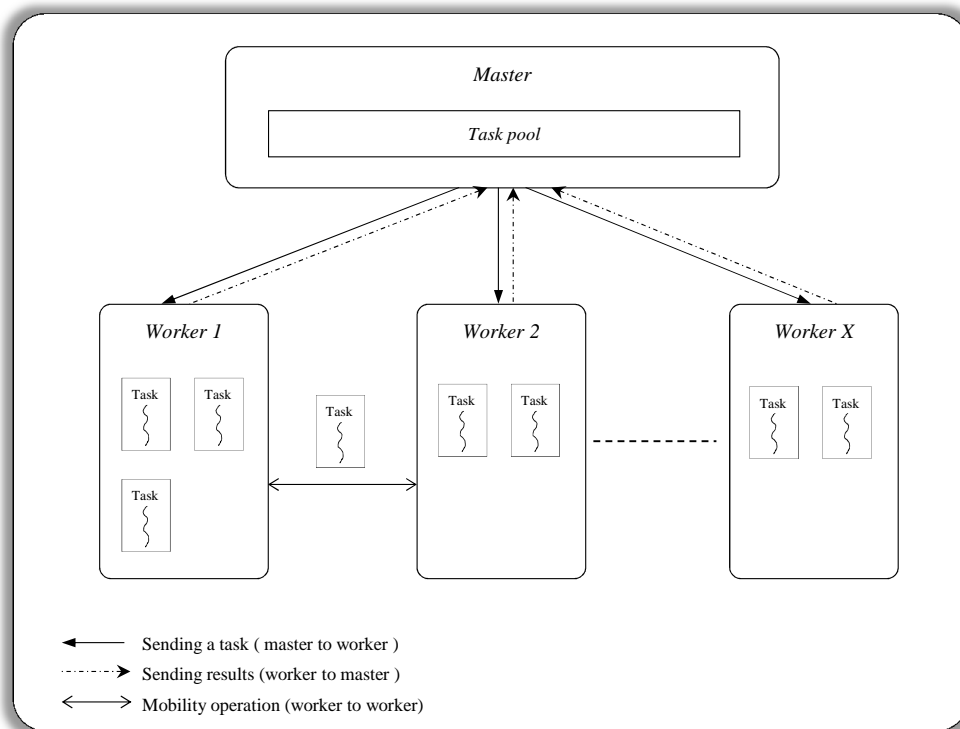 Master
Task pool
Worker 1
Worker 2
Worker X
Task
Task
Task
Task
Task
Task
Task
Task
Task
Sending a task ( master to worker )
Sending results (worker to master )
Mobility operation (worker to worker)